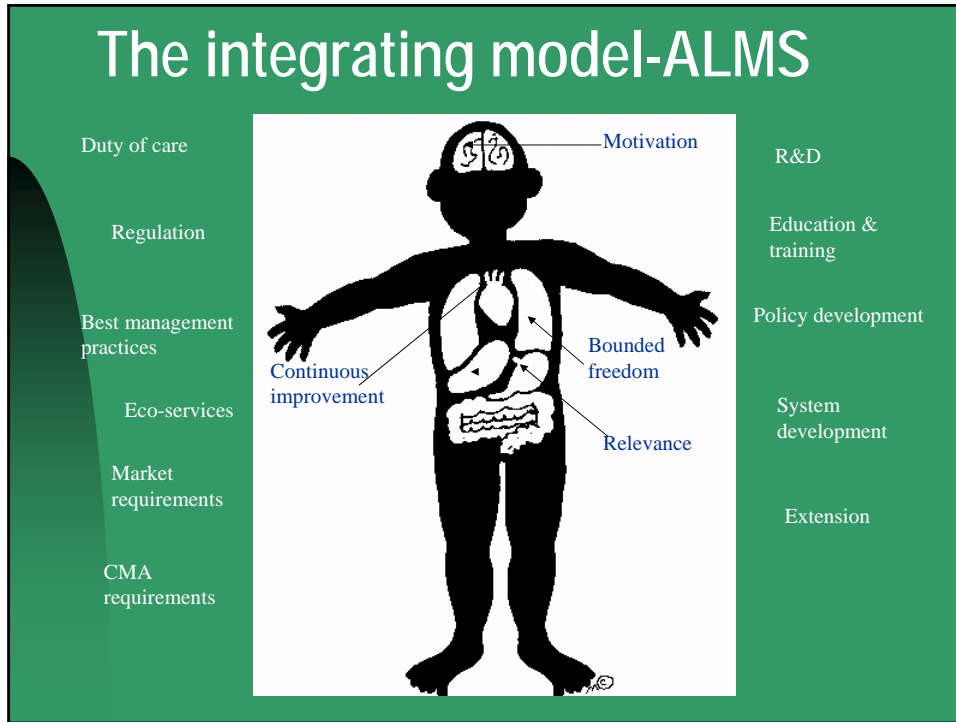 The integrating model-ALMS
Duty of care
Regulation
Best management
practices
Eco-services
Market
requirements
CMA
requirements
Motivation
Continuous
improvement
Bounded
freedom
Relevance
R&D
Education &
training
Policy development
System
development
Extension